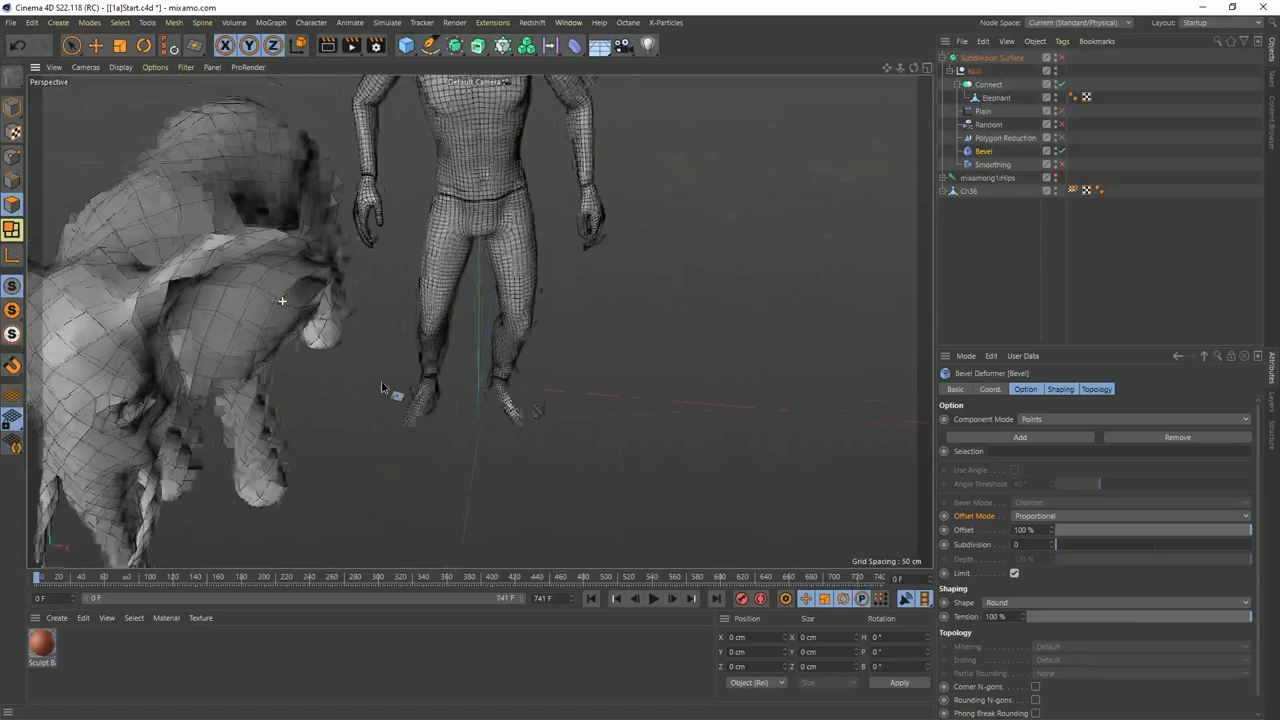 Cinema 4D S22.118 (RC - R22) - [[1a]Start.c4d *] - mixamo.com
File Edit Create Modes Select Tools Mesh Spline Volume MoGraph Character Animate Simulate Tracker Render Extensions Redshift Window Help Octane X-Particles
Node Space: Current (Standard/Physical) Layout: Startup
X Y Z
View Cameras Display Options Filter Panel ProRender
Perspective
Default Camera
Grid Spacing : 50 cm
File Edit View Object Tags Bookmarks
Subdivision Surface
Null
Connect
Elephant
Plain
Random
Polygon Reduction
Bevel
Smoothing
mixamorig1:Hips
Ch36
Objects
Content Browser
Attributes
Layers
Structure
Mode Edit User Data
Bevel Deformer [Bevel]
Basic Coord. Option Shaping Topology
Option
Component Mode Points
Add Remove
Selection
Use Angle
Angle Threshold 40 °
Bevel Mode Chamfer
Offset Mode Proportional
Offset 100 %
Subdivision 0
Depth 100 %
Limit
Shaping
Shape Round
Tension 100 %
Topology
Mitering Default
Ending Default
Partial Rounding None
Corner N-gons
Rounding N-gons
Phong Break Rounding
0 20 40 60 80 100 120 140 160 180 200 220 240 260 280 300 320 340 360 380 400 420 440 460 480 500 520 540 560 580 600 620 640 660 680 700 720 740 0 F
0 F 0 F 741 F 741 F
Create Edit View Select Material Texture
Sculpt B
Position Size Rotation
X 0 cm X 0 cm H 0 °
Y 0 cm Y 0 cm P 0 °
Z 0 cm Z 0 cm B 0 °
Object (Rel) Size Apply